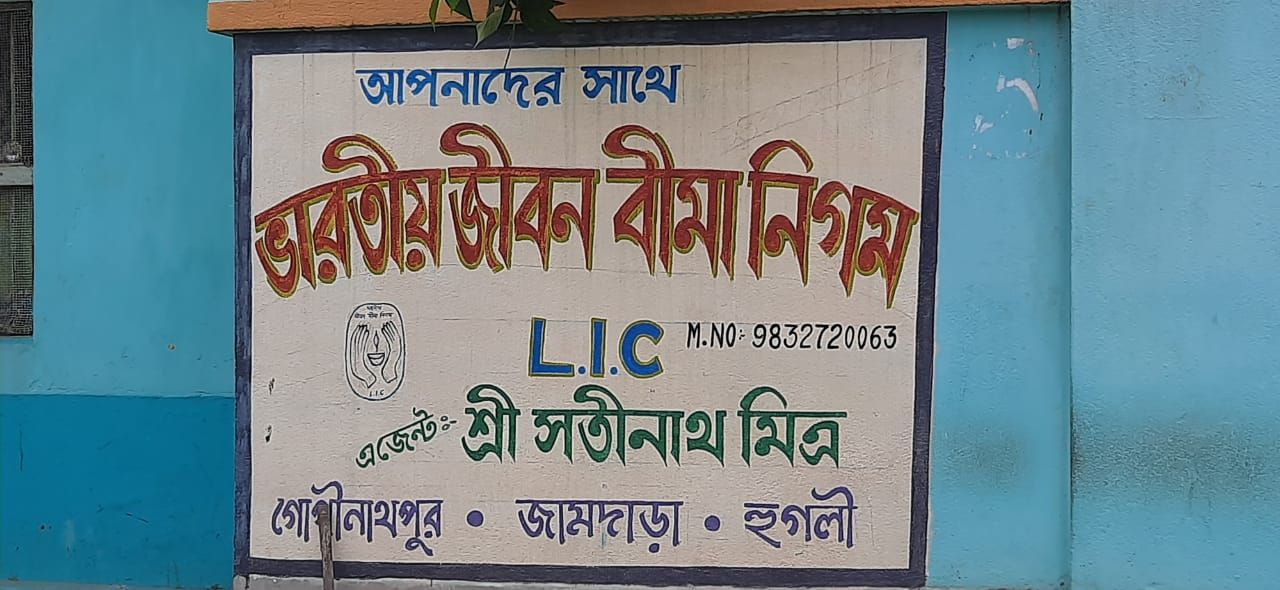 আপনাদের সাথে
ভারতীয় জীবন বীমা নিগম
L.I.C M.NO:- 9832720063
L.I.C
এজেন্ট:- শ্রী সতীনাথ মিত্র
গোপীনাথপুর • জামদাড়া • হুগলী